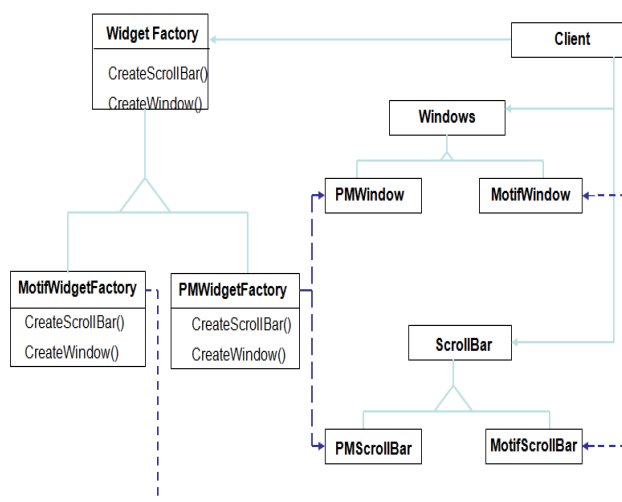 Widget Factory
CreateScrollBar()
CreateWindow()
Client
Windows
PMWindow
MotifWindow
MotifWidgetFactory
CreateScrollBar()
CreateWindow()
PMWidgetFactory
CreateScrollBar()
CreateWindow()
ScrollBar
PMScrollBar
MotifScrollBar